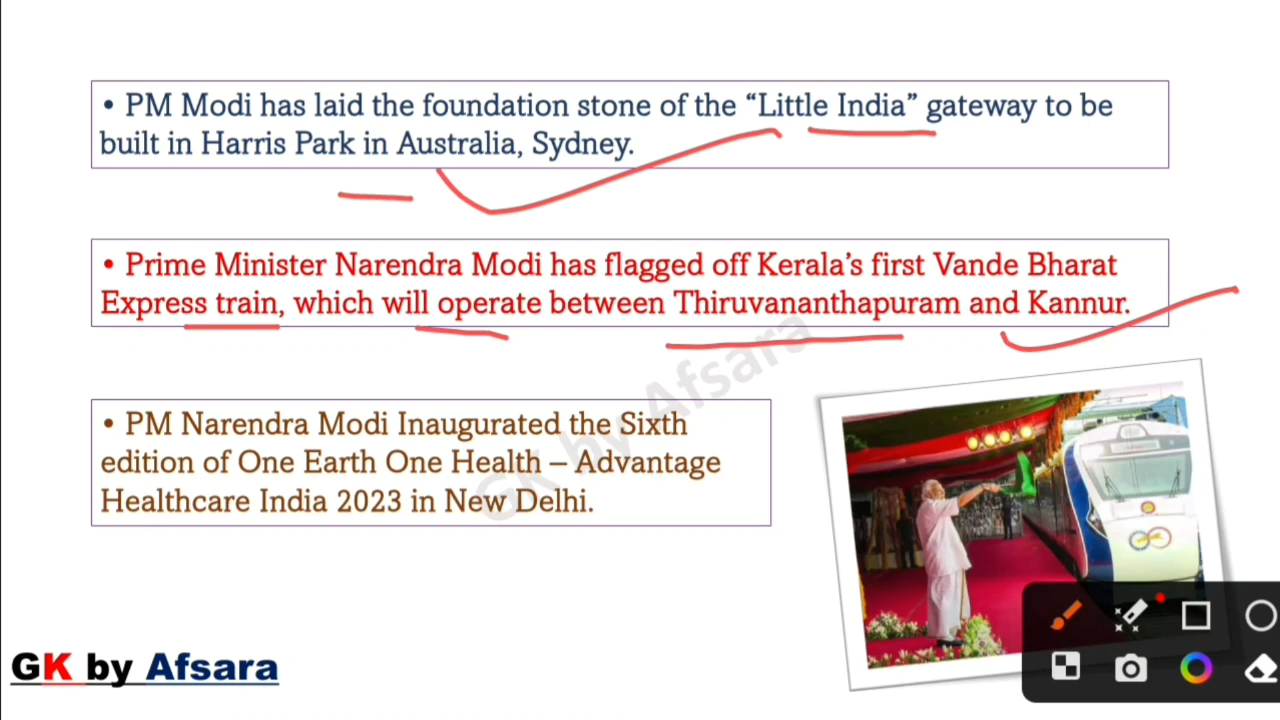 • PM Modi has laid the foundation stone of the “Little India” gateway to be
built in Harris Park in Australia, Sydney.
• Prime Minister Narendra Modi has flagged off Kerala’s first Vande Bharat
Express train, which will operate between Thiruvananthapuram and Kannur.
• PM Narendra Modi Inaugurated the Sixth
edition of One Earth One Health – Advantage
Healthcare India 2023 in New Delhi.
GK by Afsara
GK by Afsara